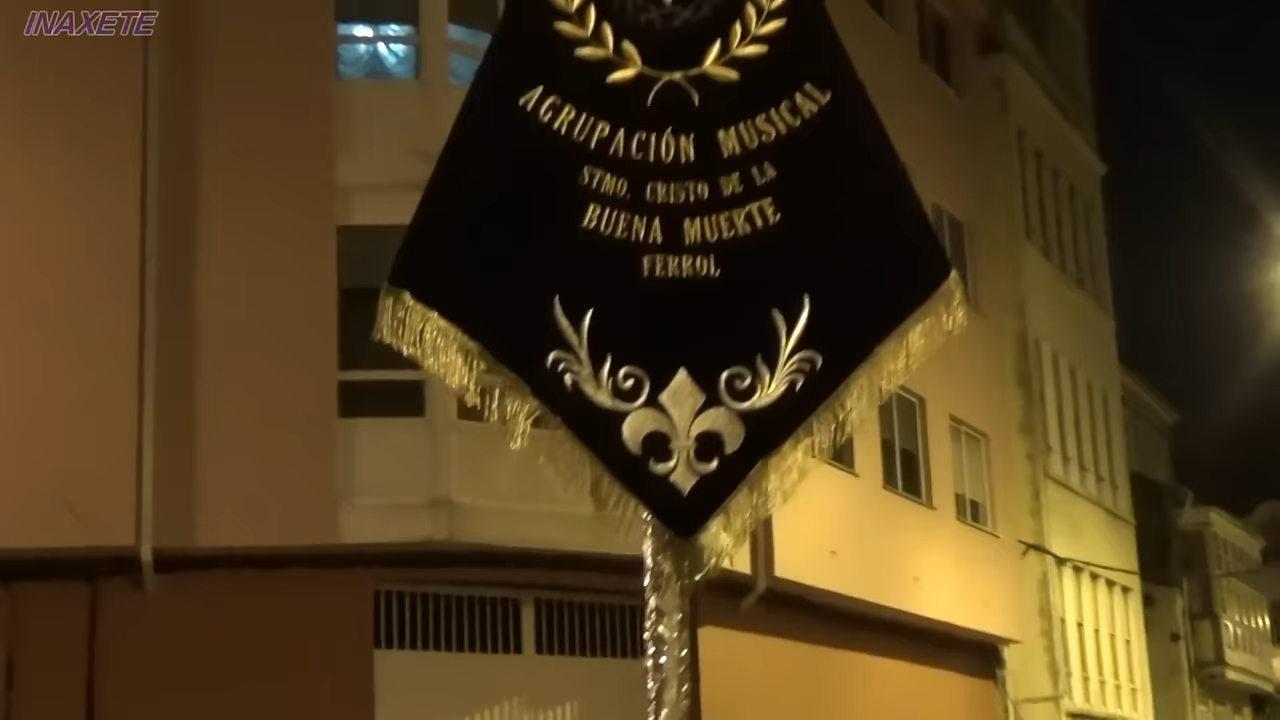 INAXETE
AGRUPACIÓN MUSICAL
STMO. CRISTO DE LA
BUENA MUERTE
FERROL